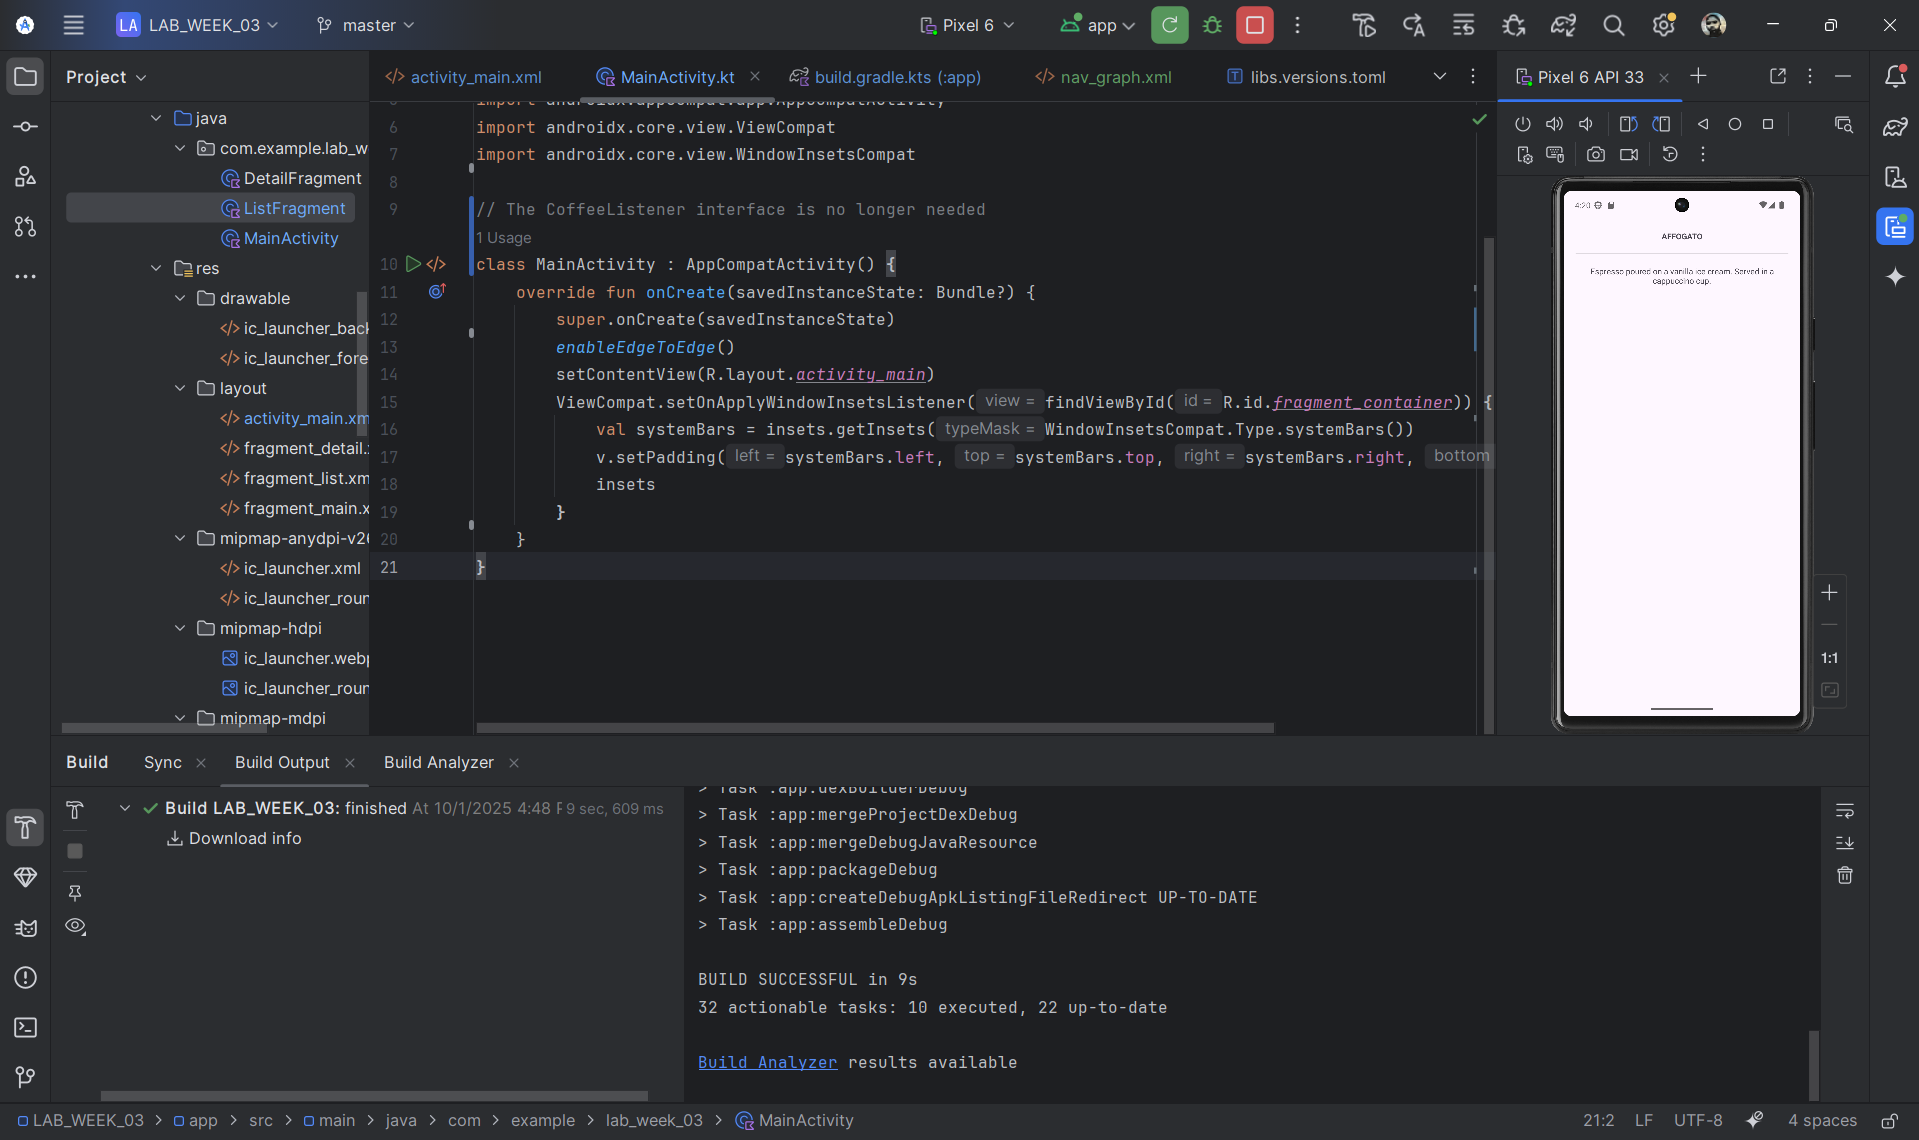 LA LAB_WEEK_03
master
Pixel 6
app
Project
java
com.example.lab_w
DetailFragment
ListFragment
MainActivity
res
drawable
ic_launcher_back
ic_launcher_fore
layout
activity_main.xm
fragment_detail.
fragment_list.xm
fragment_main.x
mipmap-anydpi-v26
ic_launcher.xml
ic_launcher_roun
mipmap-hdpi
ic_launcher.webp
ic_launcher_roun
mipmap-mdpi
activity_main.xml
MainActivity.kt
build.gradle.kts (:app)
nav_graph.xml
libs.versions.toml
import androidx.appcompat.app.AppCompatActivity
6 import androidx.core.view.ViewCompat
7 import androidx.core.view.WindowInsetsCompat
8
9 // The CoffeeListener interface is no longer needed
1 Usage
10 class MainActivity : AppCompatActivity() {
11 override fun onCreate(savedInstanceState: Bundle?) {
12 super.onCreate(savedInstanceState)
13 enableEdgeToEdge()
14 setContentView(R.layout.activity_main)
15 ViewCompat.setOnApplyWindowInsetsListener( view = findViewById( id = R.id.fragment_container)) {
16 val systemBars = insets.getInsets( typeMask = WindowInsetsCompat.Type.systemBars())
17 v.setPadding( left = systemBars.left, top = systemBars.top, right = systemBars.right, bottom
18 insets
19 }
20 }
21 }
Pixel 6 API 33
4:20
AFFOGATO
Espresso poured on a vanilla ice cream. Served in a
cappuccino cup.
1:1
Build
Sync
Build Output
Build Analyzer
Build LAB_WEEK_03: finished At 10/1/2025 4:48 P 9 sec, 609 ms
Download info
> Task :app:dexBuilderDebug
> Task :app:mergeProjectDexDebug
> Task :app:mergeDebugJavaResource
> Task :app:packageDebug
> Task :app:createDebugApkListingFileRedirect UP-TO-DATE
> Task :app:assembleDebug
BUILD SUCCESSFUL in 9s
32 actionable tasks: 10 executed, 22 up-to-date
Build Analyzer results available
LAB_WEEK_03 > app > src > main > java > com > example > lab_week_03 > MainActivity
21:2 LF UTF-8 4 spaces